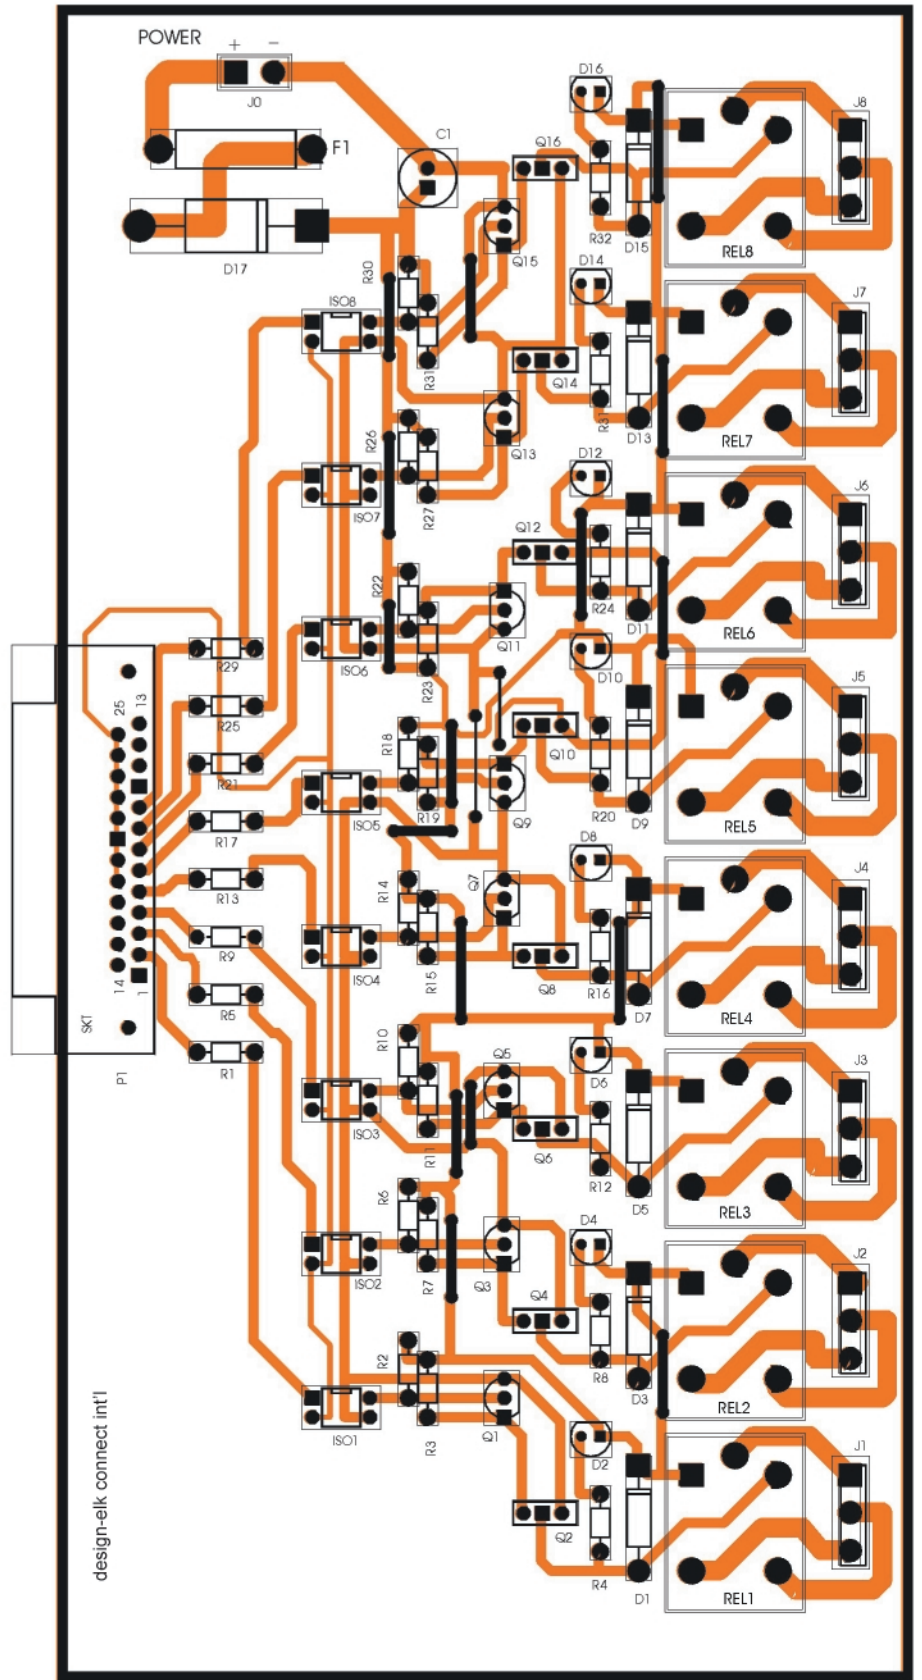 POWER
+ −
J0
F1
C1
D17
D16
Q16
R32
D15
REL8
J8
Q15
R30
ISO8
R31
D14
Q14
R31
D13
REL7
J7
R26
Q13
ISO7
R27
D12
Q12
R24
D11
REL6
J6
R22
Q11
ISO6
R23
R29
D10
J5
25
13
R25
R18
Q10
R21
R19
Q9
R20
D9
REL5
ISO5
R17
D8
J4
R13
R14
Q7
R9
ISO4
R15
Q8
R16
D7
REL4
14
1
SKT
R5
P1
R1
R10
Q5
D6
J3
ISO3
R11
Q6
R12
D5
REL3
R6
D4
J2
ISO2
R7
Q3
Q4
R8
D3
REL2
R2
ISO1
R3
Q1
D2
J1
Q2
R4
D1
REL1
design-elk connect int'l